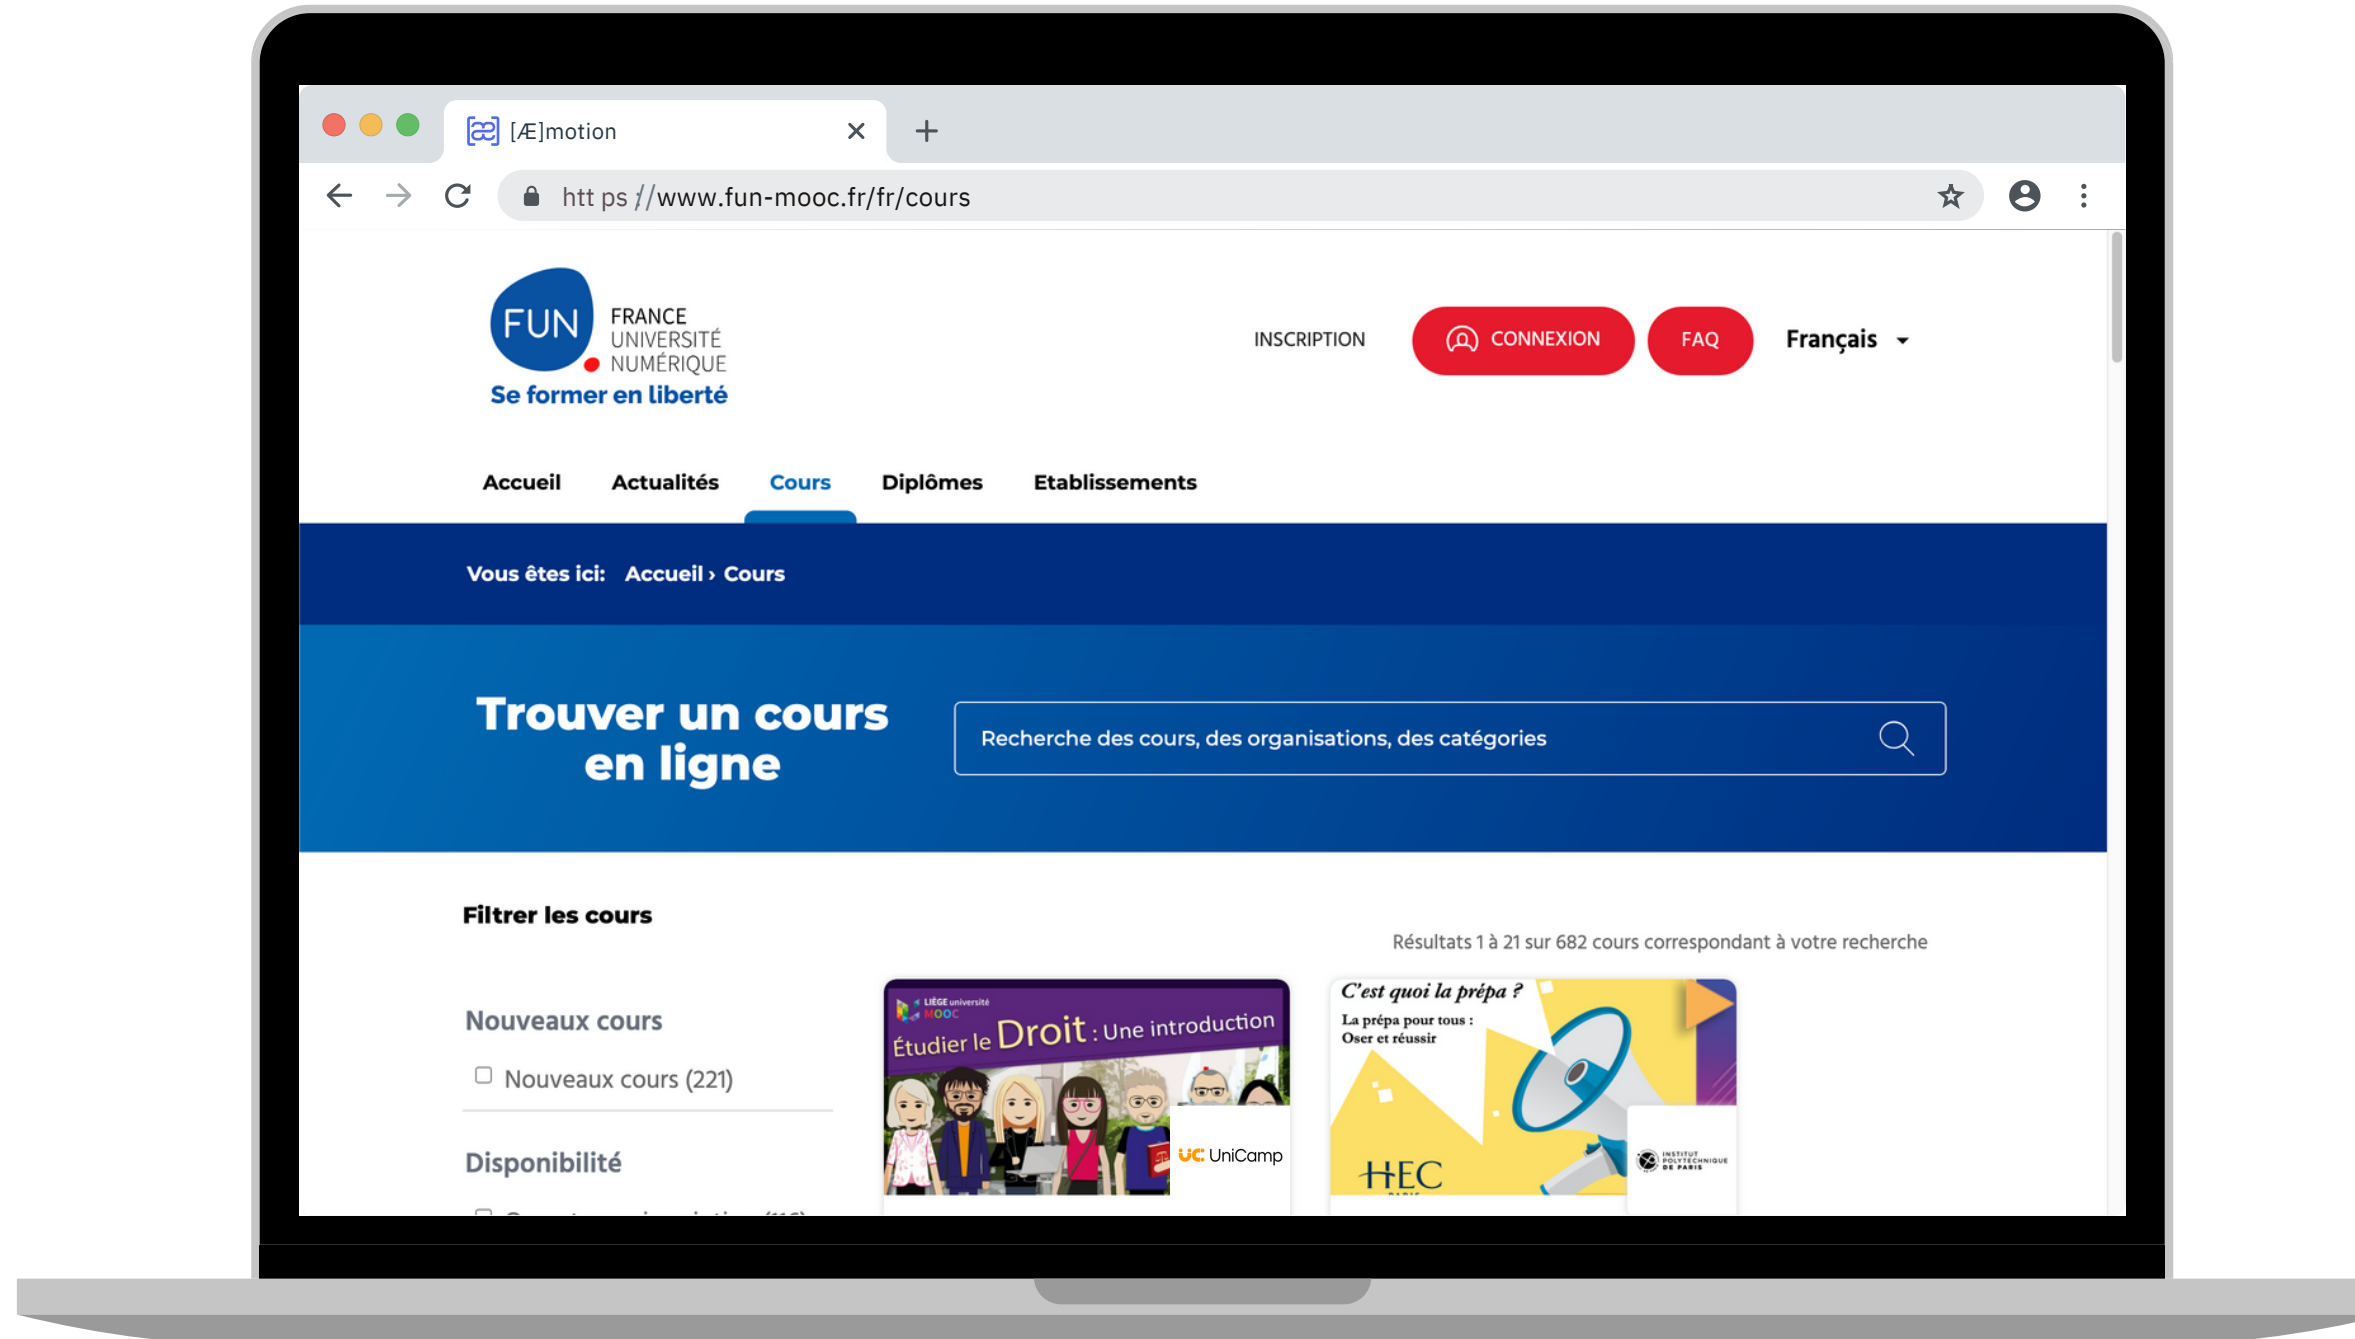 [æ] [Æ]motion
htt ps://www.fun-mooc.fr/fr/cours
FUN
FRANCE
UNIVERSITÉ
NUMÉRIQUE
Se former en liberté
INSCRIPTION
CONNEXION
FAQ
Français
Accueil Actualités Cours Diplômes Etablissements
Vous êtes ici: Accueil › Cours
Trouver un cours
en ligne
Recherche des cours, des organisations, des catégories
Filtrer les cours
Résultats 1 à 21 sur 682 cours correspondant à votre recherche
Nouveaux cours
Nouveaux cours (221)
Disponibilité
LIÈGE université
MOOC
Étudier le Droit : Une introduction
UC: UniCamp
C'est quoi la prépa ?
La prépa pour tous :
Oser et réussir
HEC
INSTITUT
POLYTECHNIQUE
DE PARIS